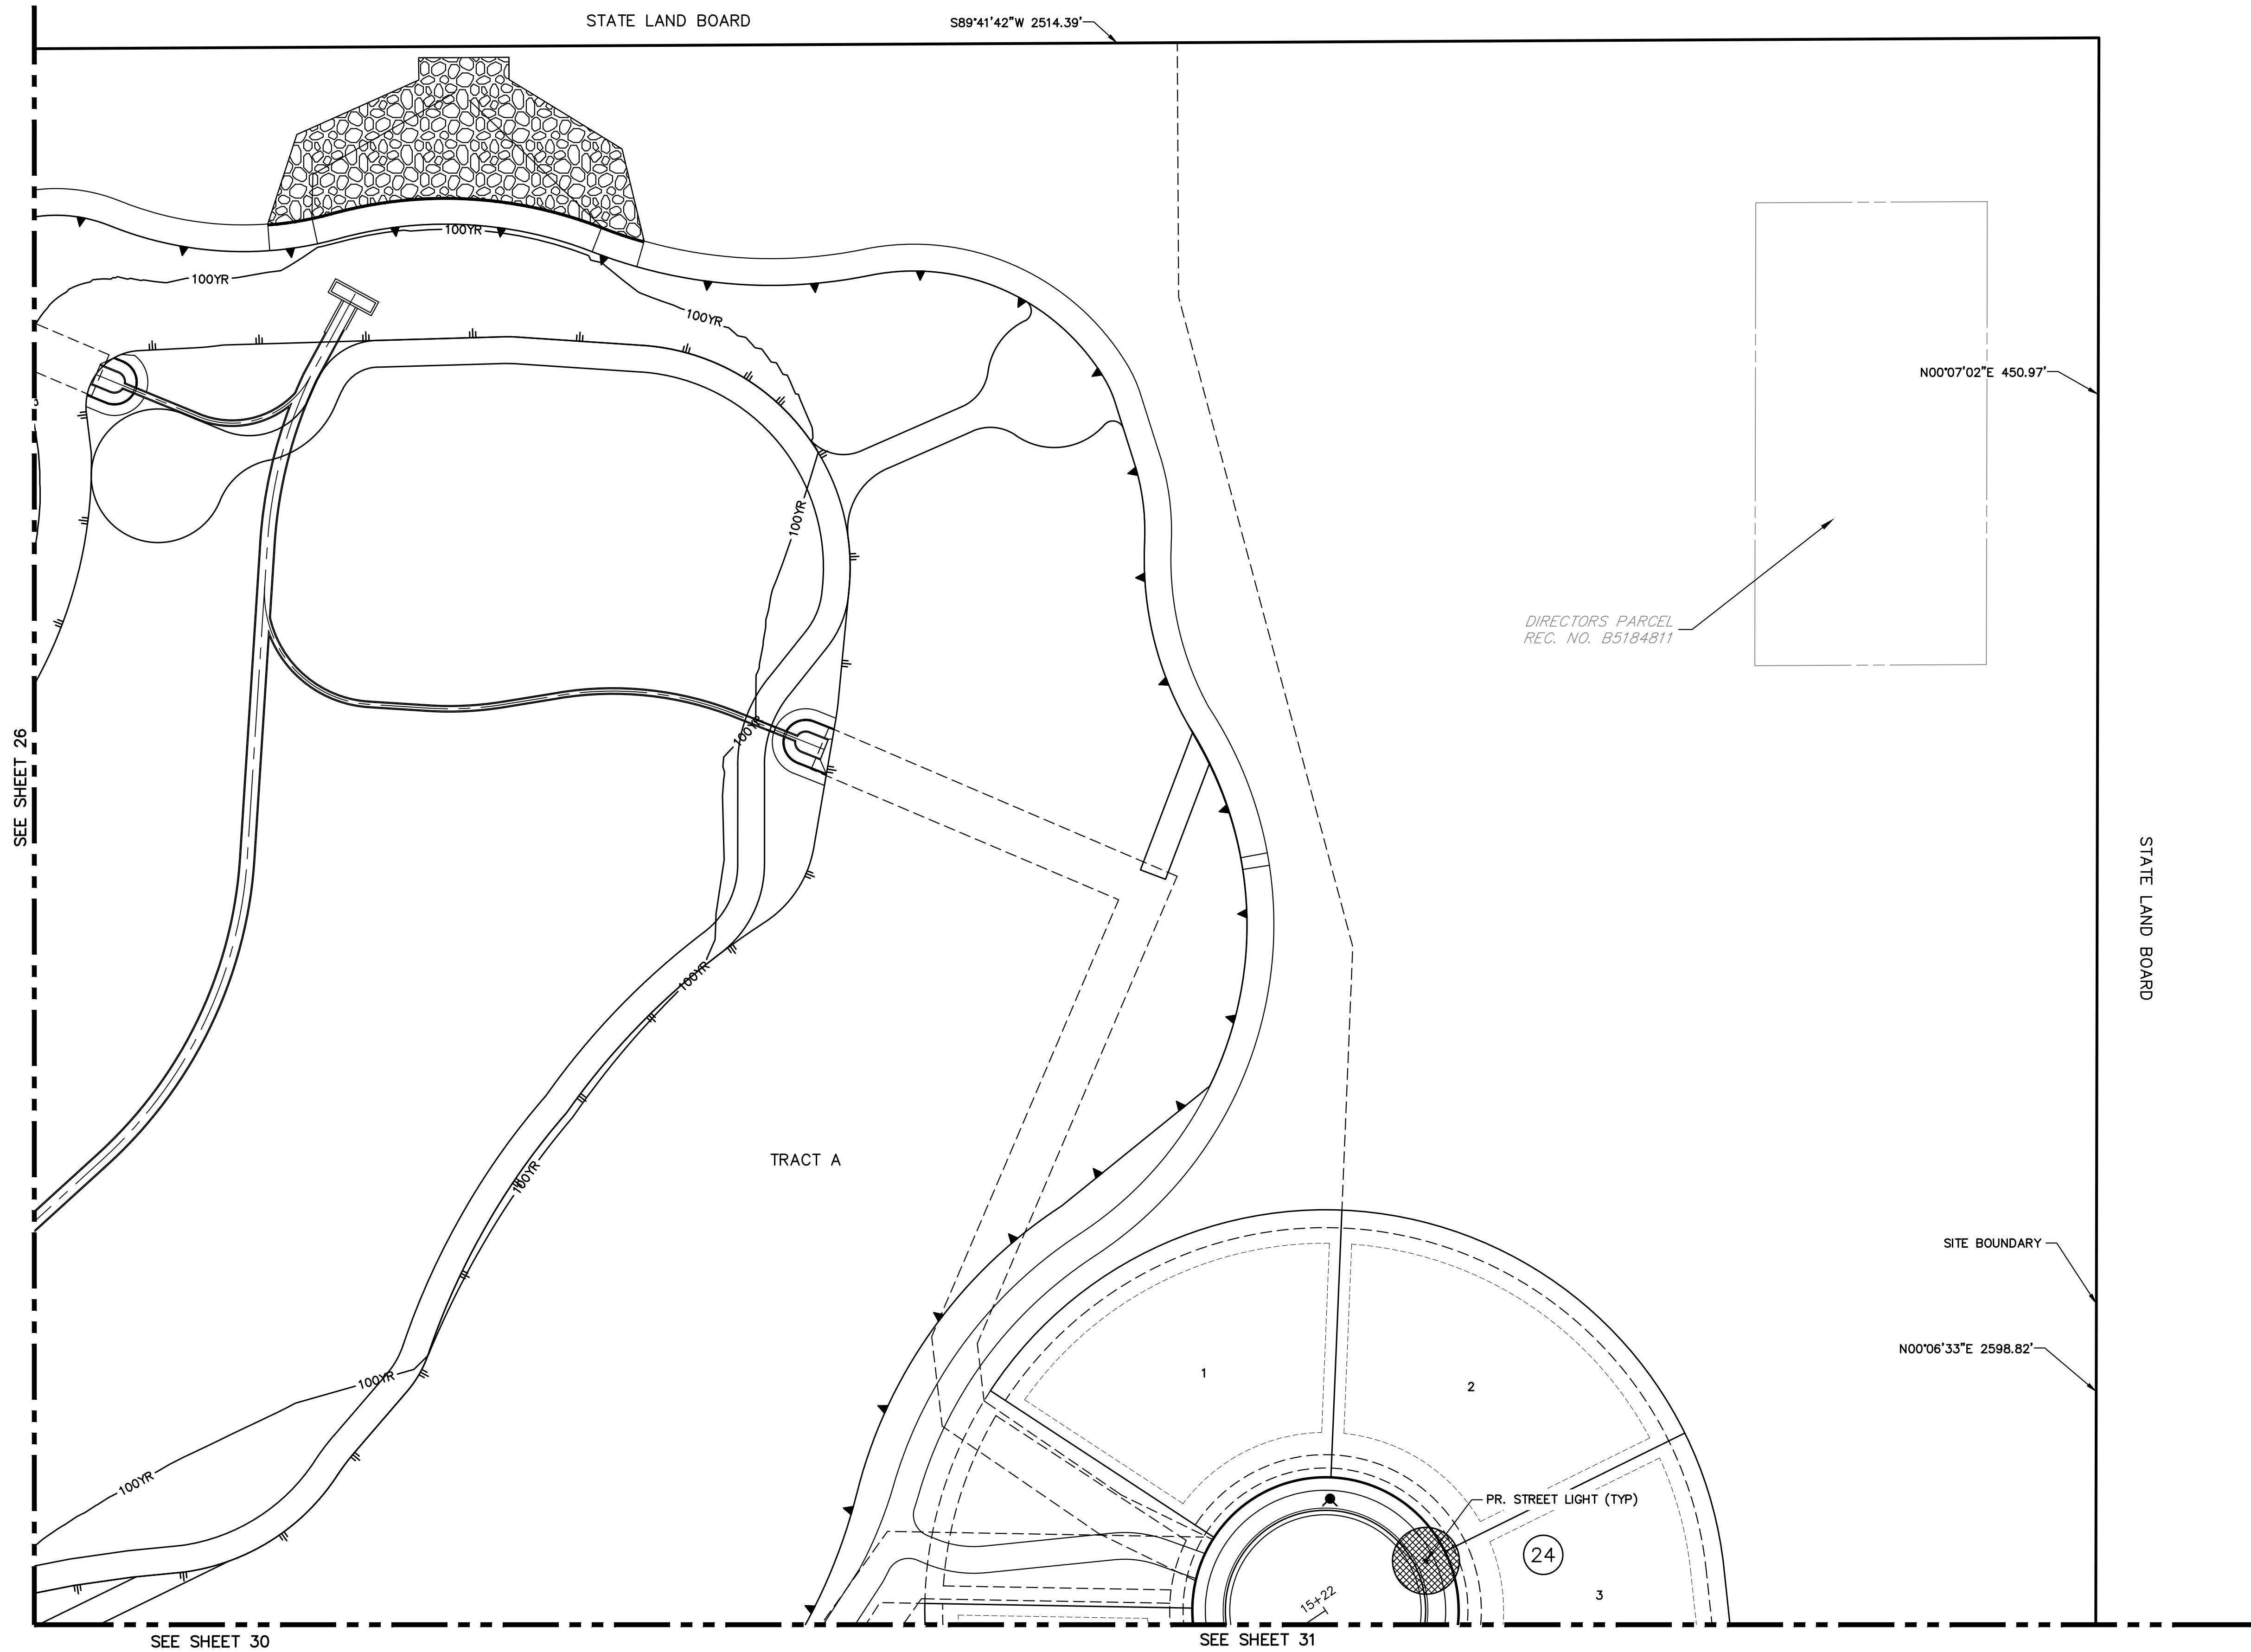 STATE LAND BOARD
S89°41'42"W 2514.39'
100YR
100YR
100YR
N00°07'02"E 450.97'
100YR
DIRECTORS PARCEL
REC. NO. B5184811
SEE SHEET 26
100YR
STATE LAND BOARD
100YR
TRACT A
100YR
SITE BOUNDARY
N00°06'33"E 2598.82'
100YR
1
2
100YR
PR. STREET LIGHT (TYP)
24
3
15+22
SEE SHEET 30
SEE SHEET 31